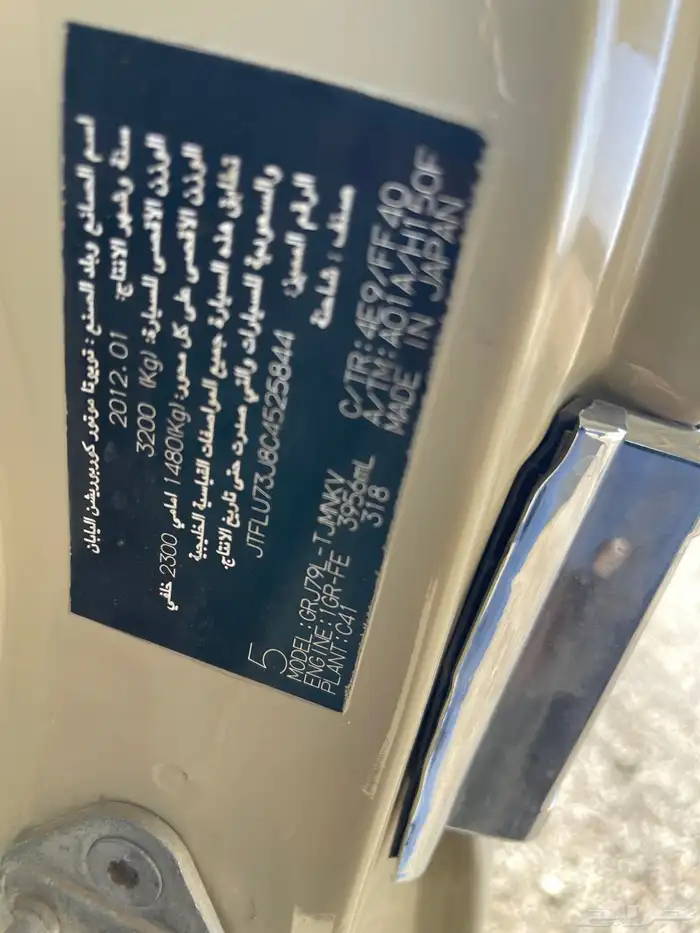 اسم الصانع وبلد الصنع : تويوتا موتور كوربوريشن اليابان
سنة وشهر الانتاج: 2012.01
الوزن الاقصى للسيارة: (Kg) 3200
الوزن الاقصى على كل محور: (Kg)1480 امامي 2300 خلفي
تطابق هذه السيارة جميع المواصفات القياسية الخليجية
والسعودية للسيارات والتي صدرت حتى تاريخ الانتاج.
الرقم المميز: JTFLU73J8C4525844
صنف : شاحنة
5
MODEL:GRJ79L-TJMNKV C/TR:4E9/FF40
ENGINE:1GR-FE 3956mL A/TM:A01A/H150F
PLANT:C41 318 MADE IN JAPAN
حراج